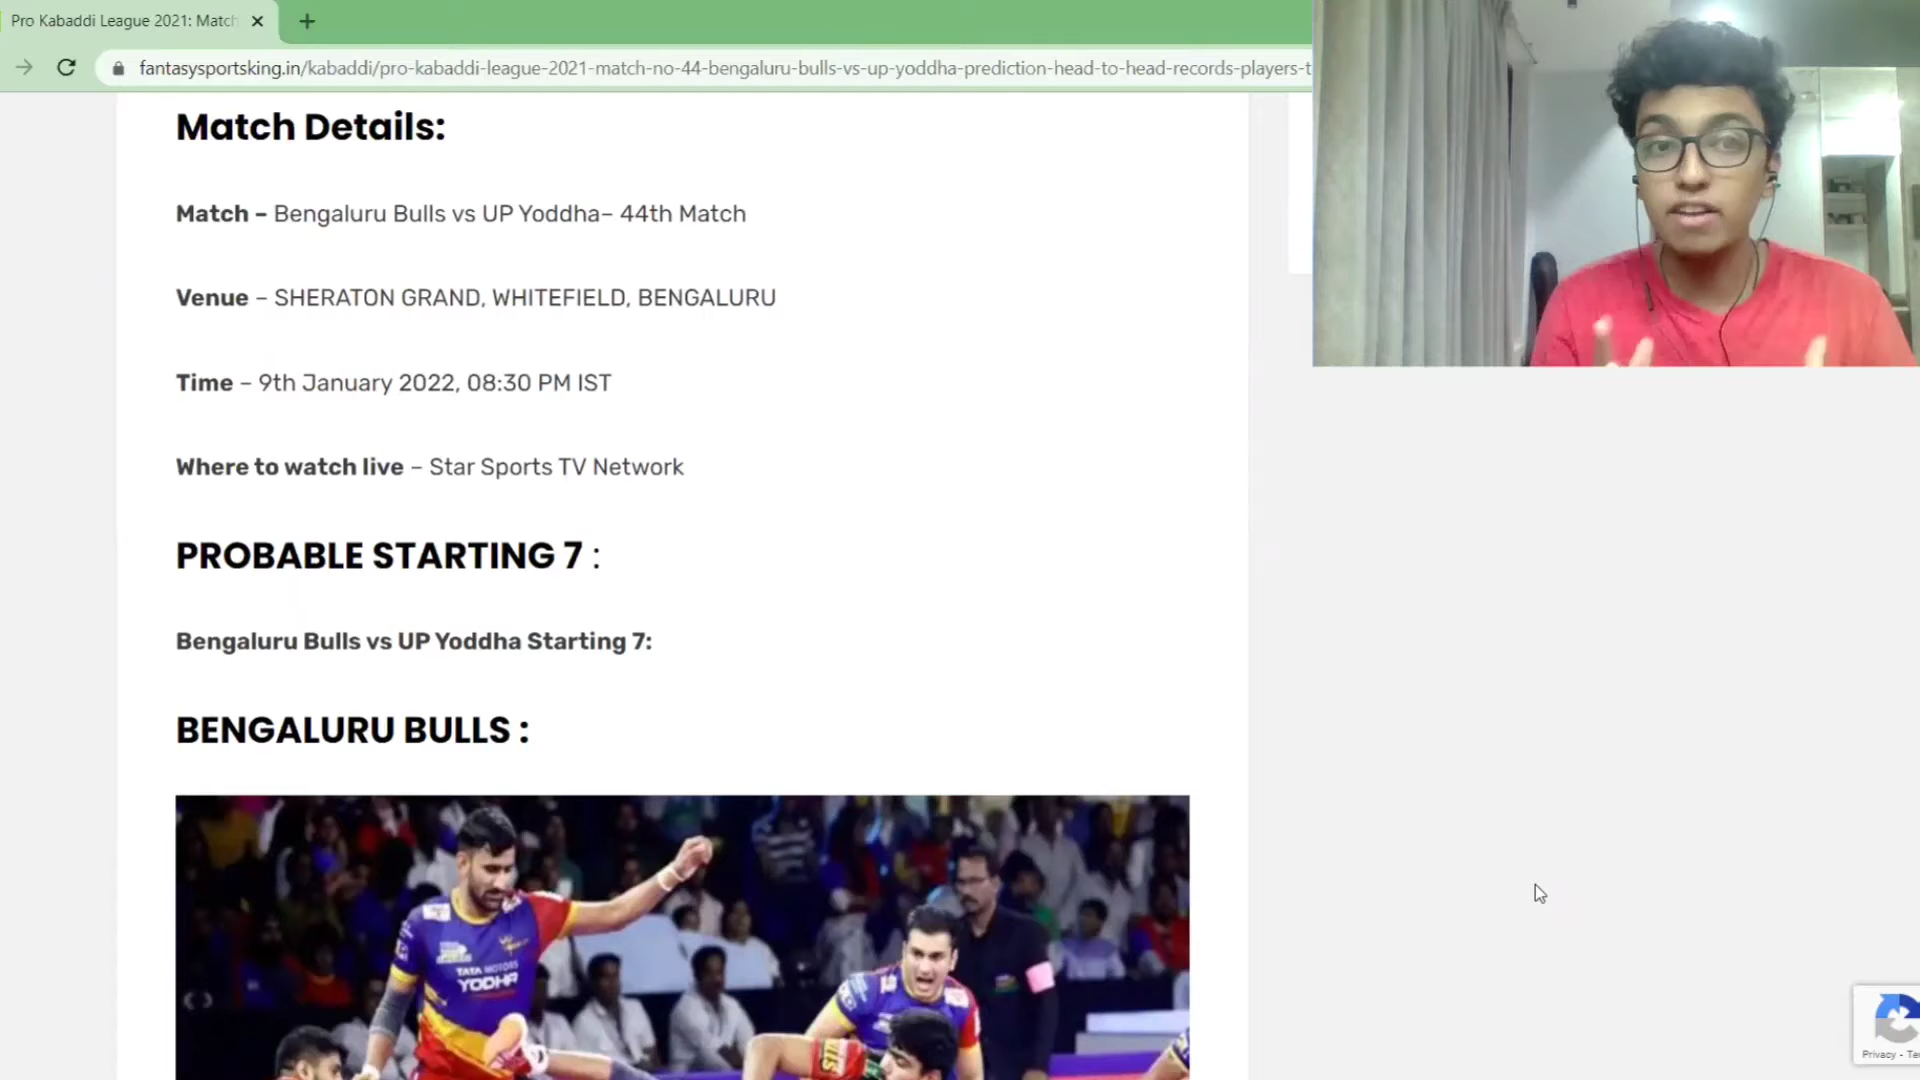 Pro Kabaddi League 2021: Match
fantasysportsking.in/kabaddi/pro-kabaddi-league-2021-match-no-44-bengaluru-bulls-vs-up-yoddha-prediction-head-to-head-records-players-t
Match Details:
Match – Bengaluru Bulls vs UP Yoddha– 44th Match
Venue – SHERATON GRAND, WHITEFIELD, BENGALURU
Time – 9th January 2022, 08:30 PM IST
Where to watch live – Star Sports TV Network
PROBABLE STARTING 7 :
Bengaluru Bulls vs UP Yoddha Starting 7:
BENGALURU BULLS :
TATA MOTORS
YODHA
Privacy - Te